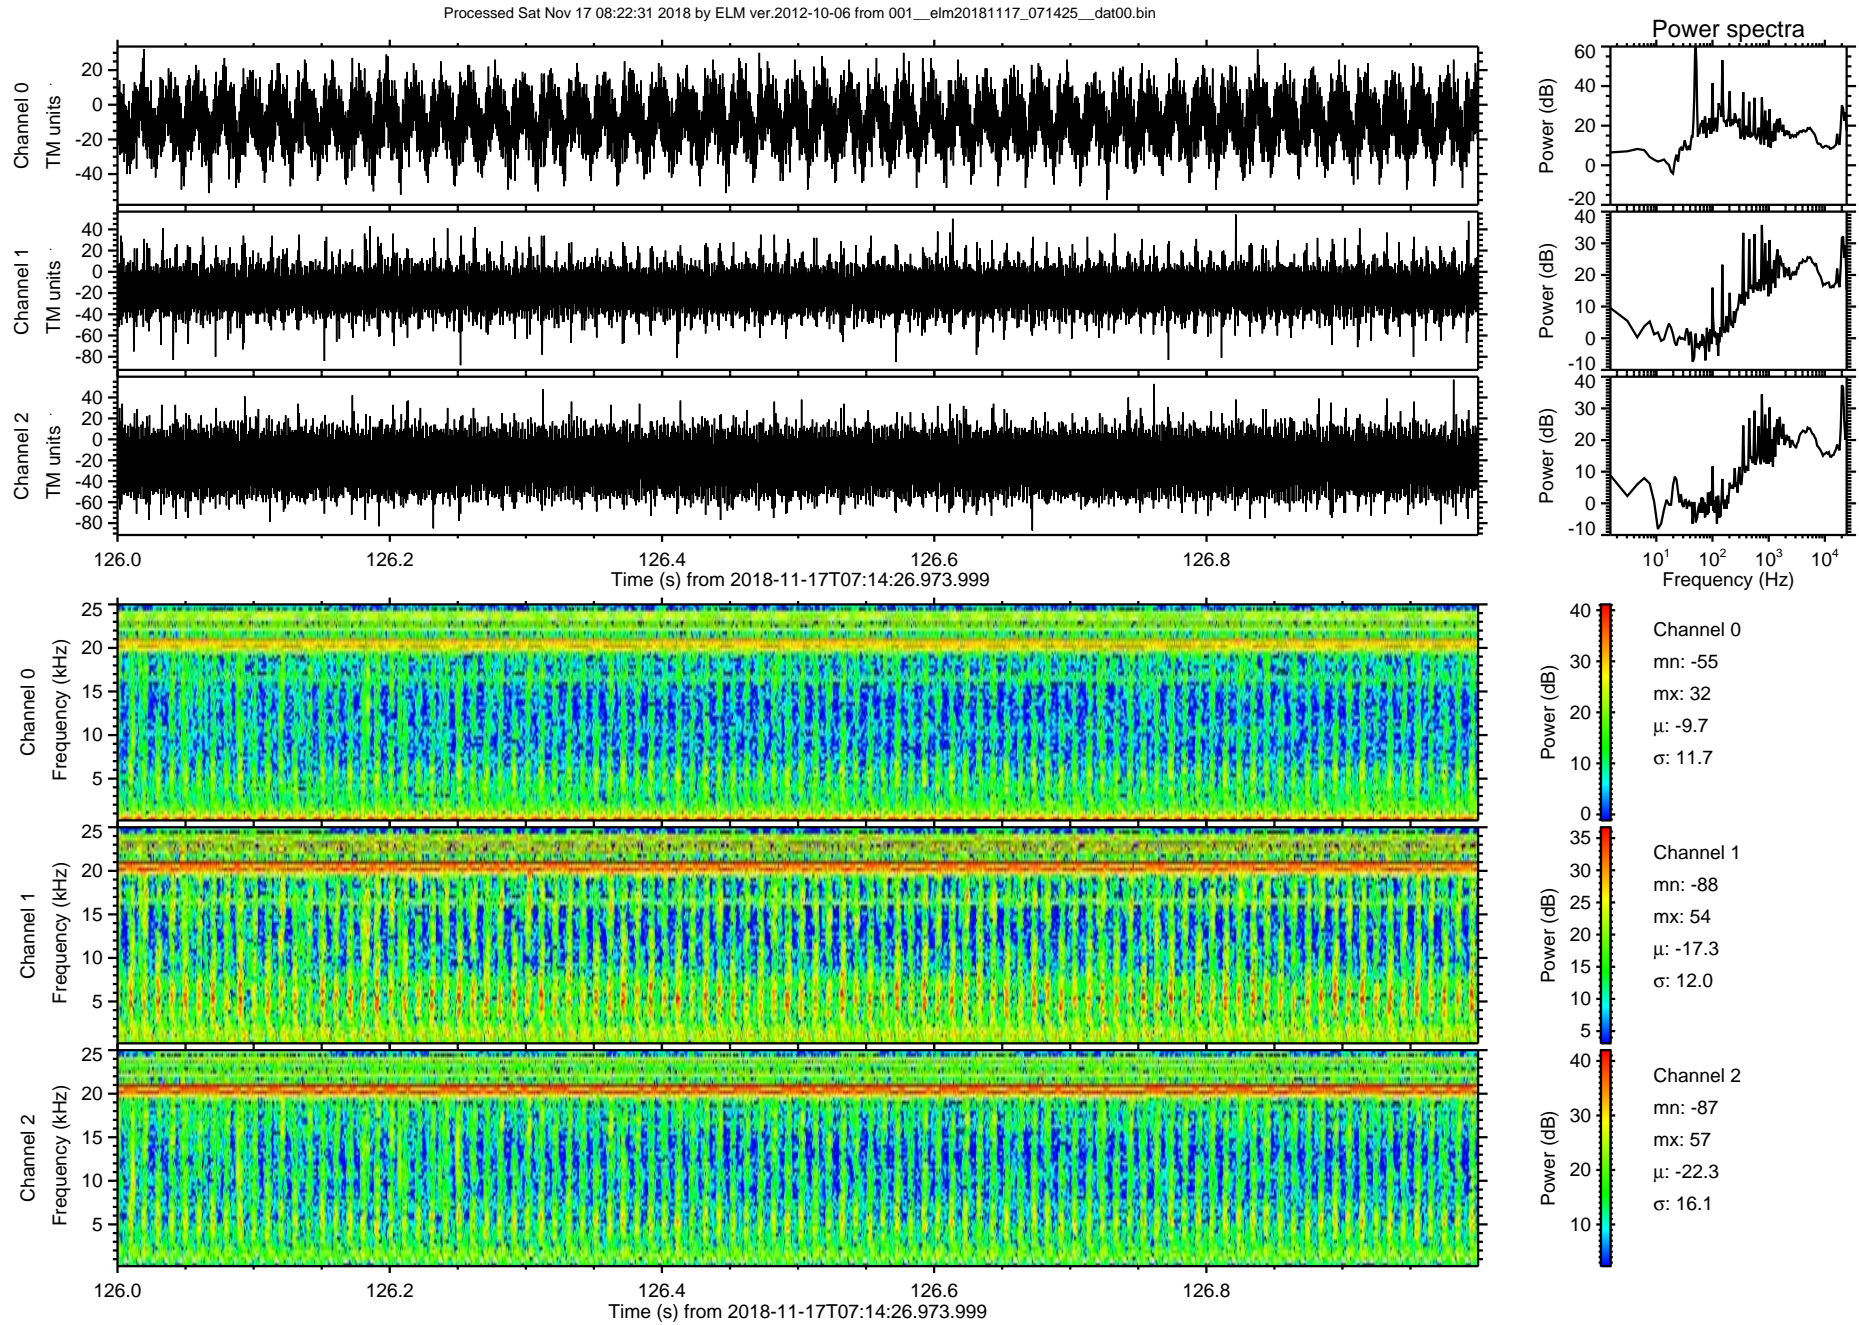 Processed Sat Nov 17 08:22:31 2018 by ELM ver.2012-10-06 from 001__elm20181117_071425__dat00.bin
Power spectra
Channel 0
TM units
20
0
-20
-40
Power (dB)
60
40
20
0
-20
Channel 1
TM units
40
20
0
-20
-40
-60
-80
Power (dB)
40
30
20
10
0
-10
Channel 2
TM units
40
20
0
-20
-40
-60
-80
Power (dB)
40
30
20
10
0
-10
126.0 126.2 126.4 126.6 126.8
Time (s) from 2018-11-17T07:14:26.973.999
10^1 10^2 10^3 10^4
Frequency (Hz)
Channel 0
Frequency (kHz)
25
20
15
10
5
Power (dB)
40
30
20
10
0
Channel 0
mn: -55
mx: 32
μ: -9.7
σ: 11.7
Channel 1
Frequency (kHz)
25
20
15
10
5
Power (dB)
35
30
25
20
15
10
5
Channel 1
mn: -88
mx: 54
μ: -17.3
σ: 12.0
Channel 2
Frequency (kHz)
25
20
15
10
5
Power (dB)
40
30
20
10
Channel 2
mn: -87
mx: 57
μ: -22.3
σ: 16.1
126.0 126.2 126.4 126.6 126.8
Time (s) from 2018-11-17T07:14:26.973.999